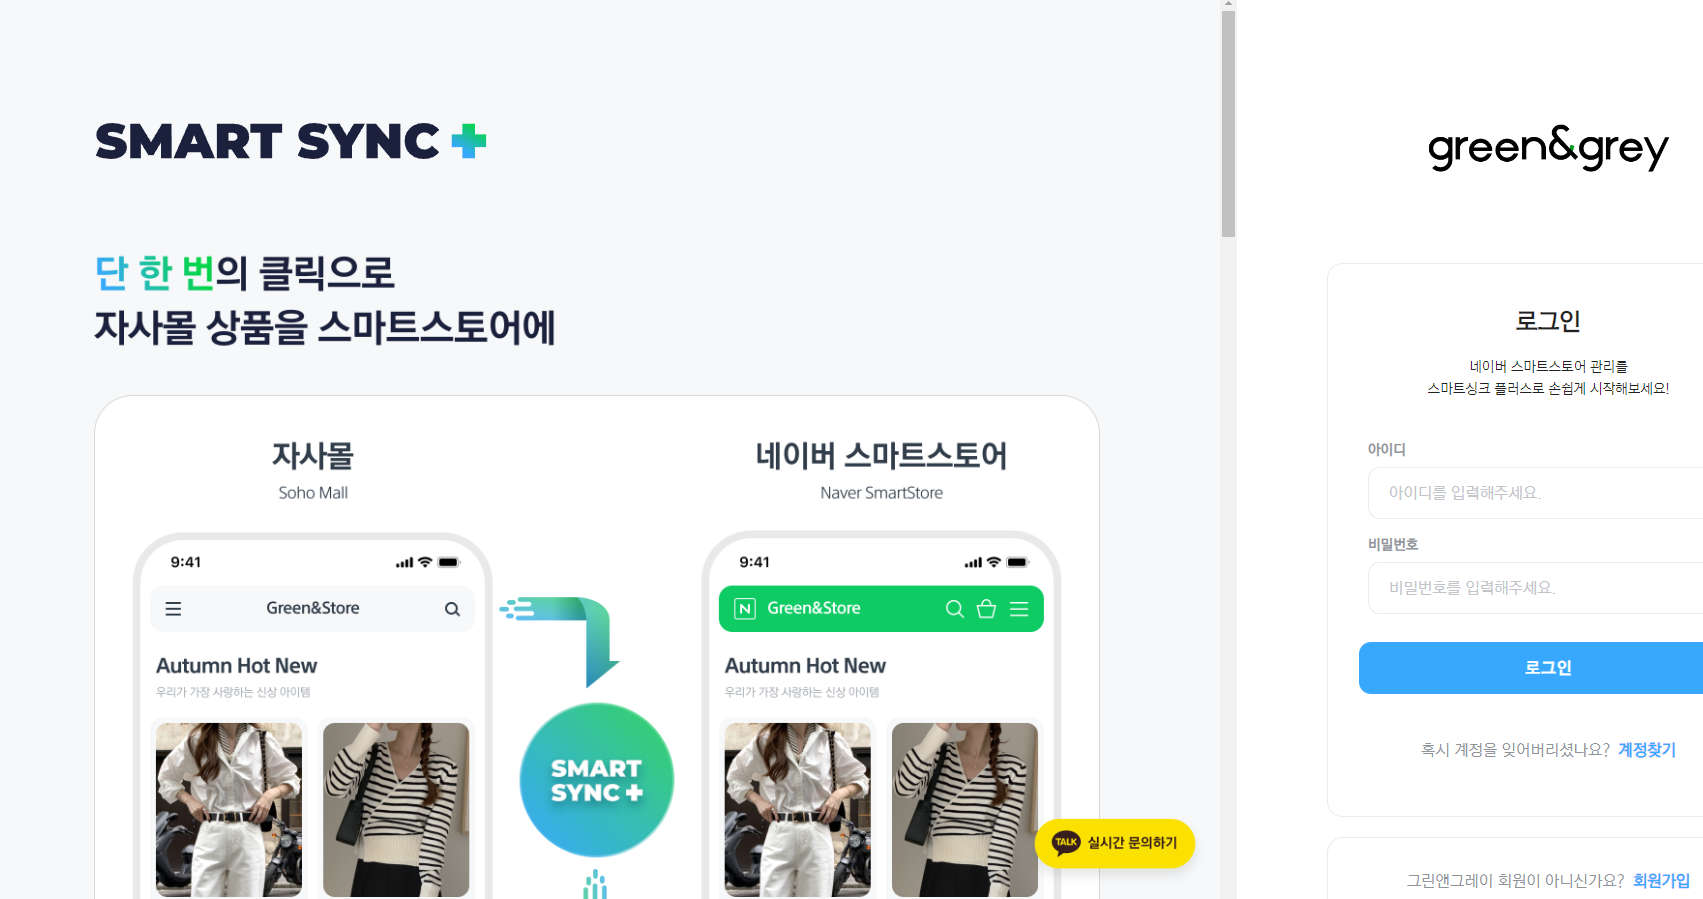 SMART SYNC +
단 한 번의 클릭으로
자사몰 상품을 스마트스토어에
자사몰
Soho Mall
9:41
Green&Store
Autumn Hot New
우리가 가장 사랑하는 신상 아이템
SMART
SYNC +
네이버 스마트스토어
Naver SmartStore
9:41
N Green&Store
Autumn Hot New
우리가 가장 사랑하는 신상 아이템
TALK 실시간 문의하기
green&grey
로그인
네이버 스마트스토어 관리를
스마트싱크 플러스로 손쉽게 시작해보세요!
아이디
아이디를 입력해주세요.
비밀번호
비밀번호를 입력해주세요.
로그인
혹시 계정을 잊어버리셨나요? 계정찾기
그린앤그레이 회원이 아니신가요? 회원가입